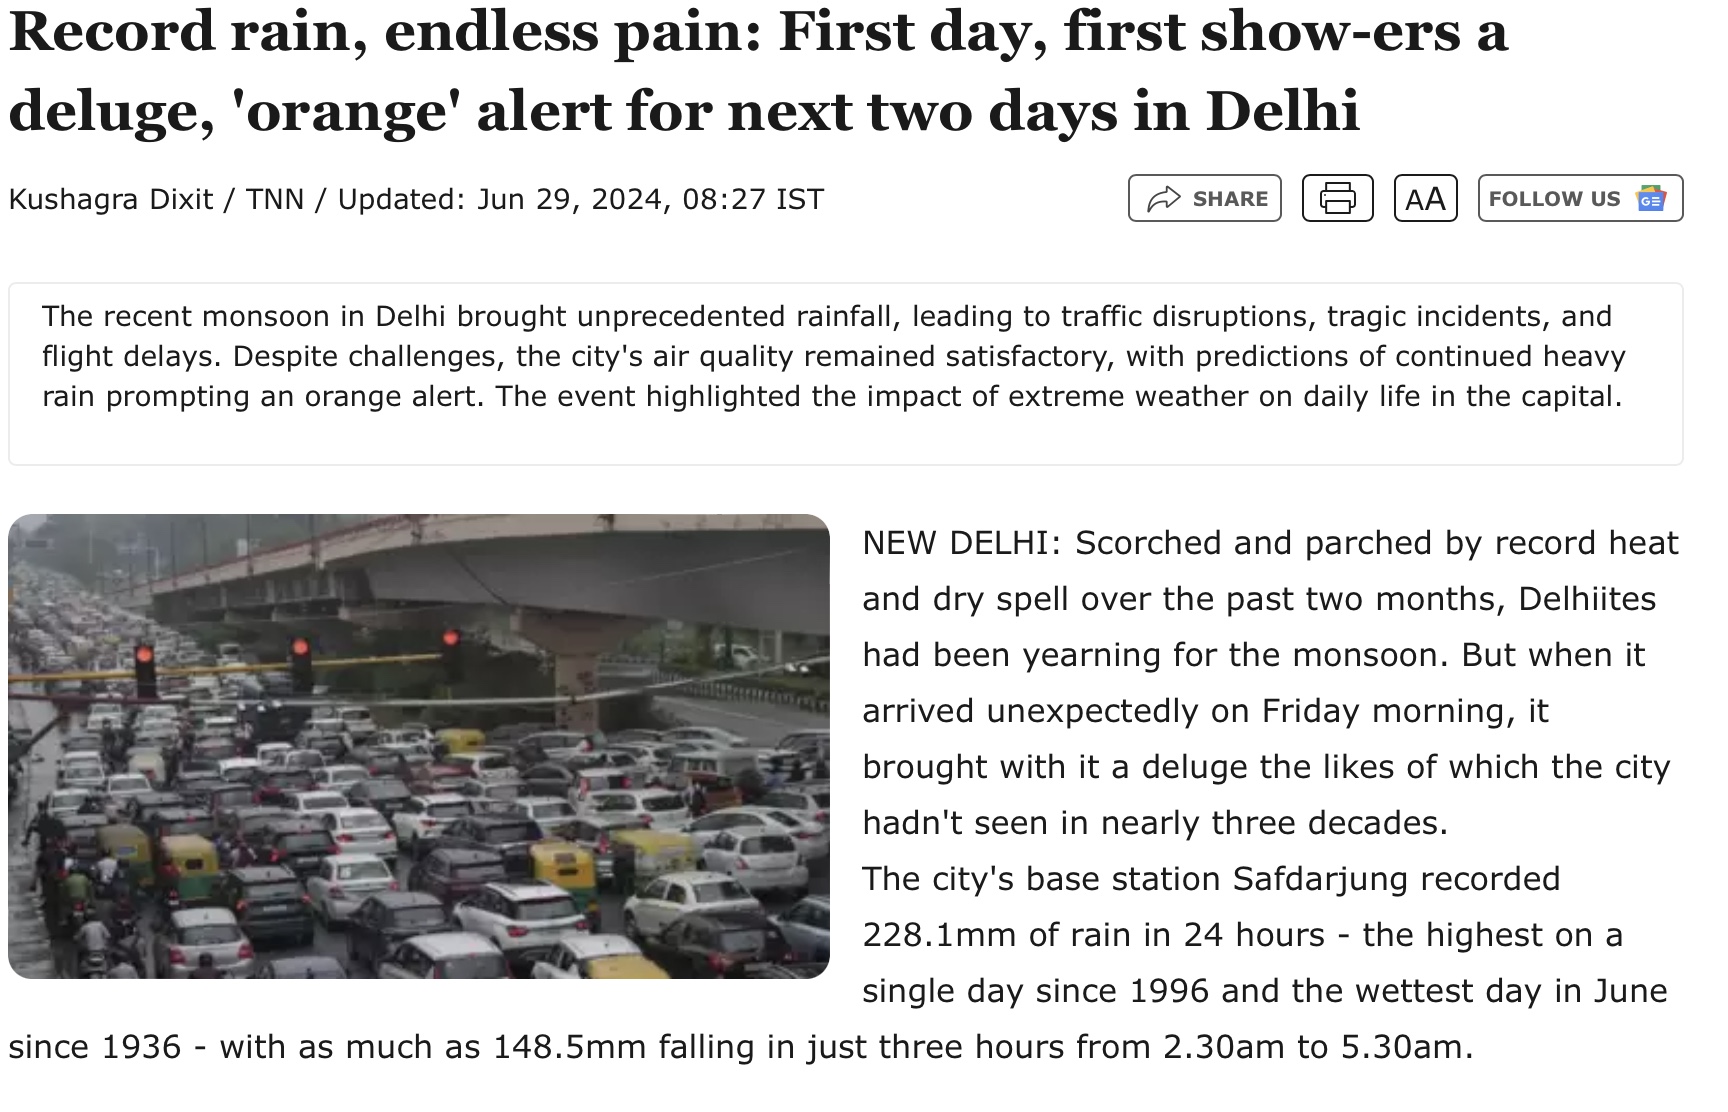 Record rain, endless pain: First day, first show-ers a
deluge, 'orange' alert for next two days in Delhi
Kushagra Dixit / TNN / Updated: Jun 29, 2024, 08:27 IST
SHARE
AA
FOLLOW US
GE
The recent monsoon in Delhi brought unprecedented rainfall, leading to traffic disruptions, tragic incidents, and
flight delays. Despite challenges, the city's air quality remained satisfactory, with predictions of continued heavy
rain prompting an orange alert. The event highlighted the impact of extreme weather on daily life in the capital.
NEW DELHI: Scorched and parched by record heat
and dry spell over the past two months, Delhiites
had been yearning for the monsoon. But when it
arrived unexpectedly on Friday morning, it
brought with it a deluge the likes of which the city
hadn't seen in nearly three decades.
The city's base station Safdarjung recorded
228.1mm of rain in 24 hours - the highest on a
single day since 1996 and the wettest day in June
since 1936 - with as much as 148.5mm falling in just three hours from 2.30am to 5.30am.